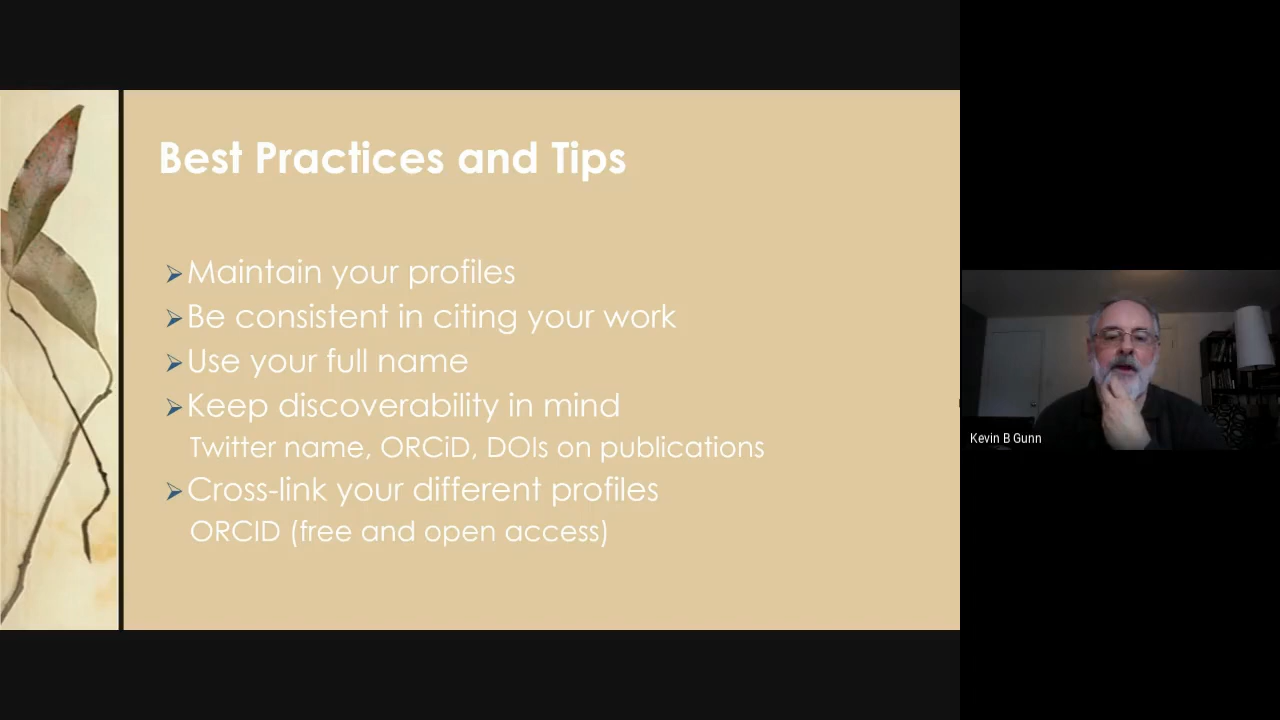 Best Practices and Tips
Maintain your profiles
Be consistent in citing your work
Use your full name
Keep discoverability in mind
Twitter name, ORCiD, DOIs on publications
Cross-link your different profiles
ORCID (free and open access)
Kevin B Gunn